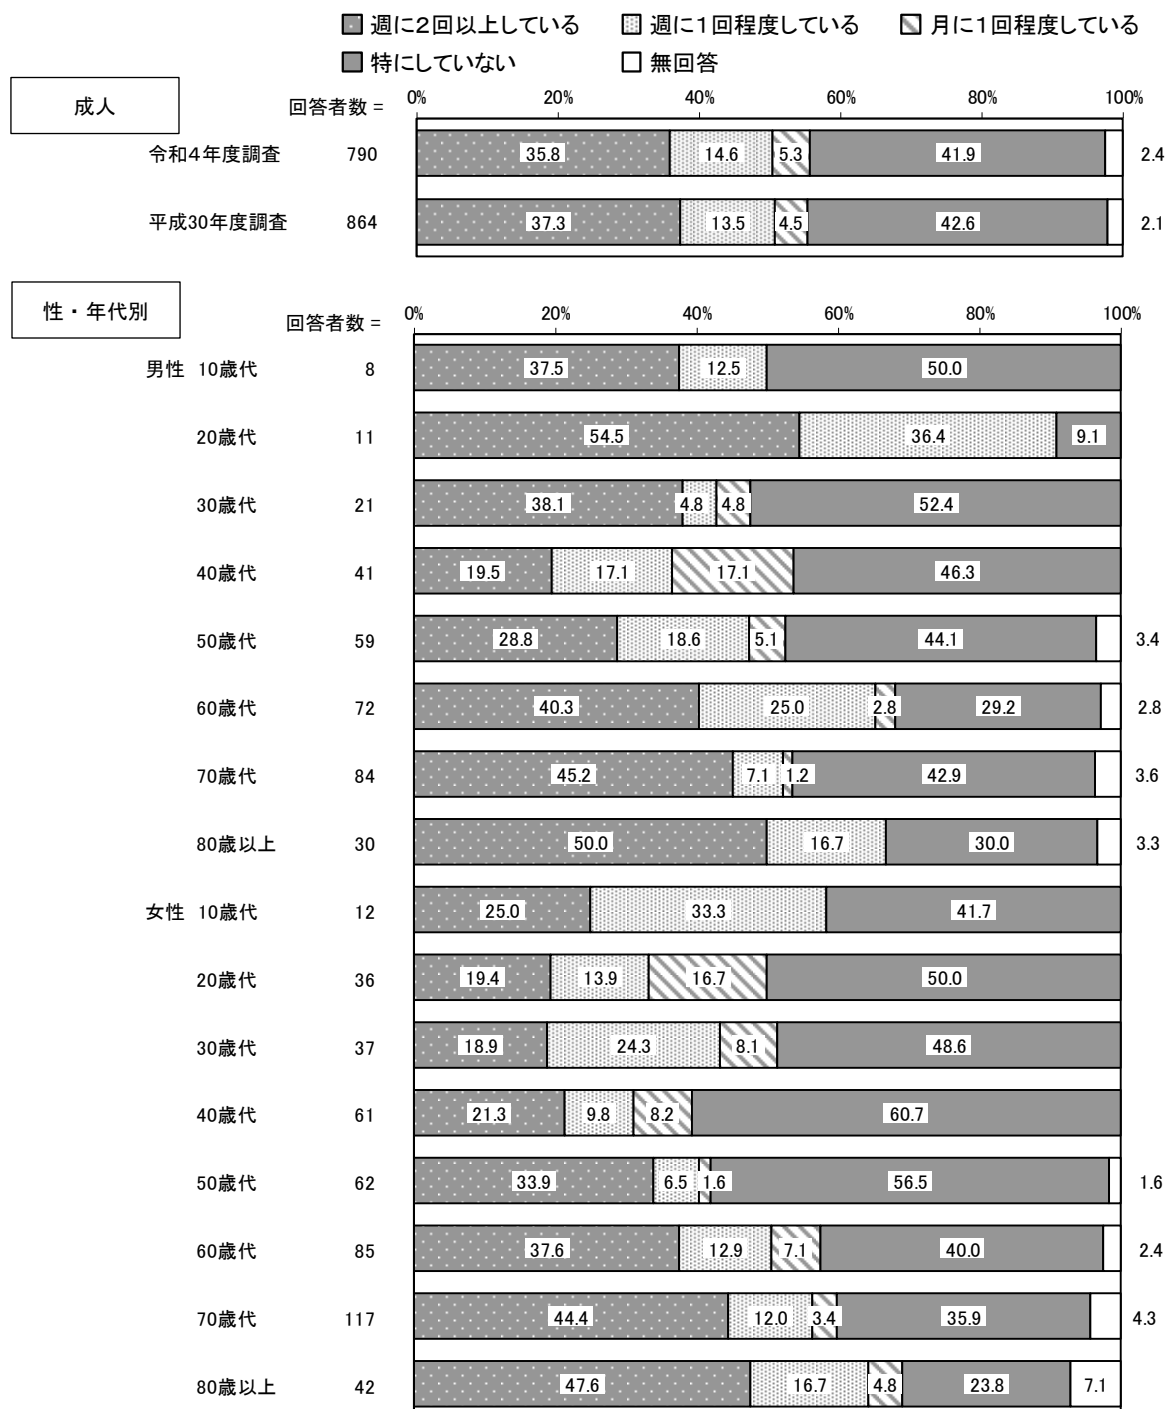 週に2回以上している 週に1回程度している 月に1回程度している
特にしていない 無回答
成人
回答者数 = 0% 20% 40% 60% 80% 100%
令和4年度調査 790 35.8 14.6 5.3 41.9 2.4
平成30年度調査 864 37.3 13.5 4.5 42.6 2.1
性・年代別
回答者数 = 0% 20% 40% 60% 80% 100%
男性 10歳代 8 37.5 12.5 50.0
20歳代 11 54.5 36.4 9.1
30歳代 21 38.1 4.8 4.8 52.4
40歳代 41 19.5 17.1 17.1 46.3
50歳代 59 28.8 18.6 5.1 44.1 3.4
60歳代 72 40.3 25.0 2.8 29.2 2.8
70歳代 84 45.2 7.1 1.2 42.9 3.6
80歳以上 30 50.0 16.7 30.0 3.3
女性 10歳代 12 25.0 33.3 41.7
20歳代 36 19.4 13.9 16.7 50.0
30歳代 37 18.9 24.3 8.1 48.6
40歳代 61 21.3 9.8 8.2 60.7
50歳代 62 33.9 6.5 1.6 56.5 1.6
60歳代 85 37.6 12.9 7.1 40.0 2.4
70歳代 117 44.4 12.0 3.4 35.9 4.3
80歳以上 42 47.6 16.7 4.8 23.8 7.1